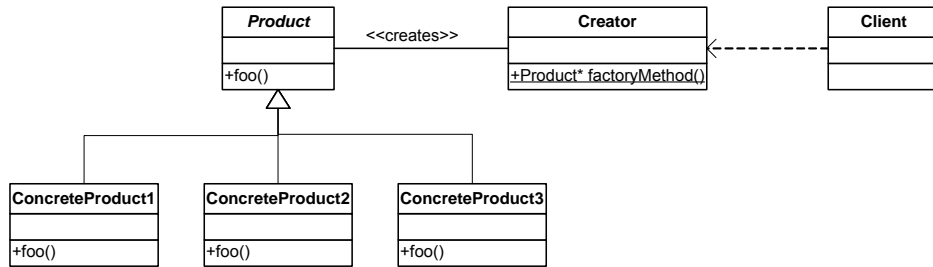 Product
<<creates>>
Creator
Client
+foo()
+Product* factoryMethod()
ConcreteProduct1
ConcreteProduct2
ConcreteProduct3
+foo()
+foo()
+foo()